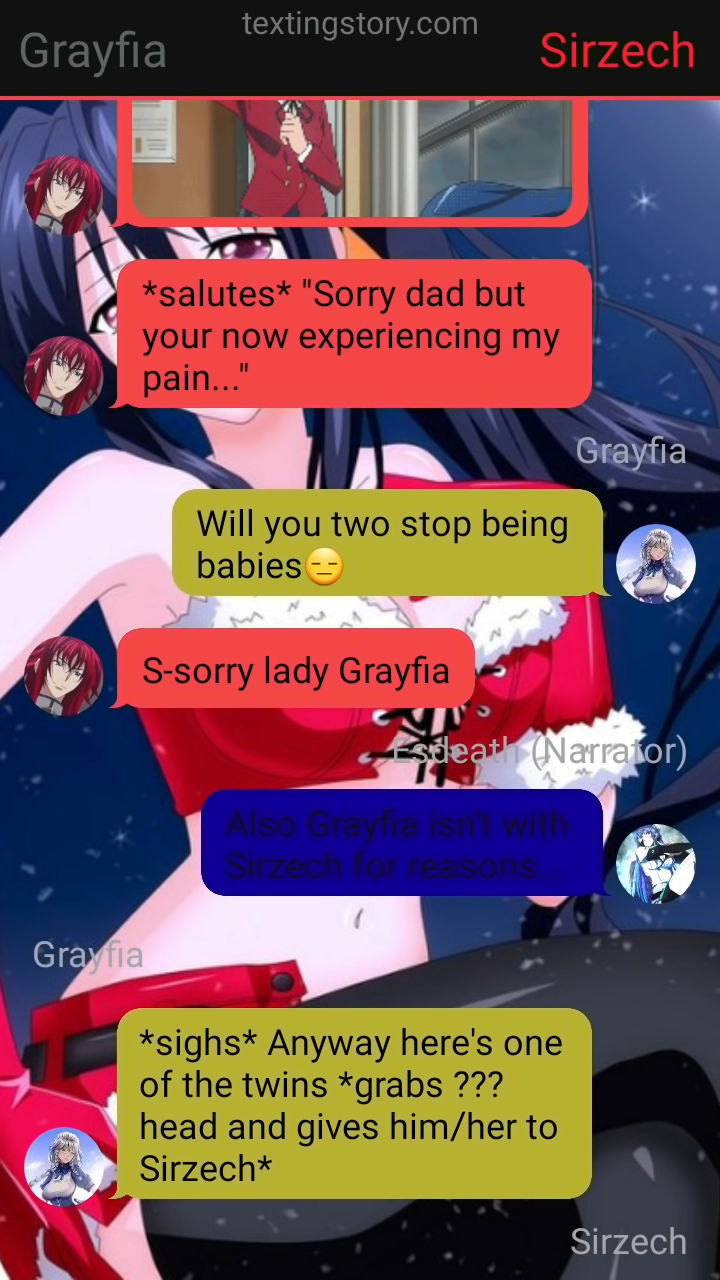 textingstory.com
Grayfia
Sirzech
*salutes* "Sorry dad but
your now experiencing my
pain..."
Grayfia
Will you two stop being
babies😑
S-sorry lady Grayfia
Esdeath (Narrator)
Also Grayfia isn't with
Sirzech for reasons...
Grayfia
*sighs* Anyway here's one
of the twins *grabs ???
head and gives him/her to
Sirzech*
Sirzech